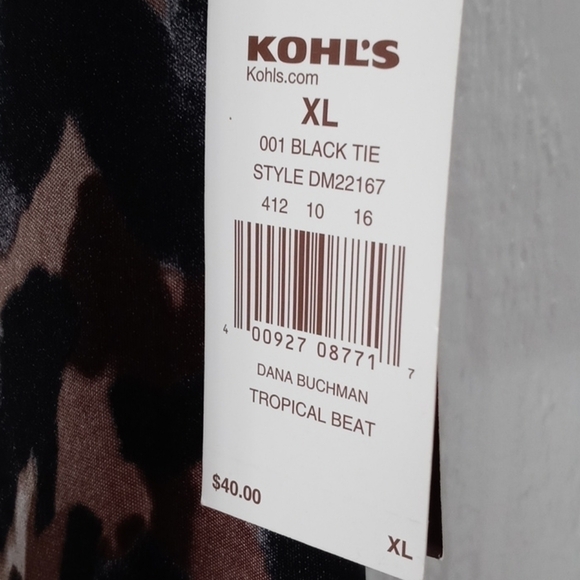 KOHL'S
Kohls.com
XL
001 BLACK TIE
STYLE DM22167
412 10 16
4 00927 08771 7
DANA BUCHMAN
TROPICAL BEAT
$40.00
XL